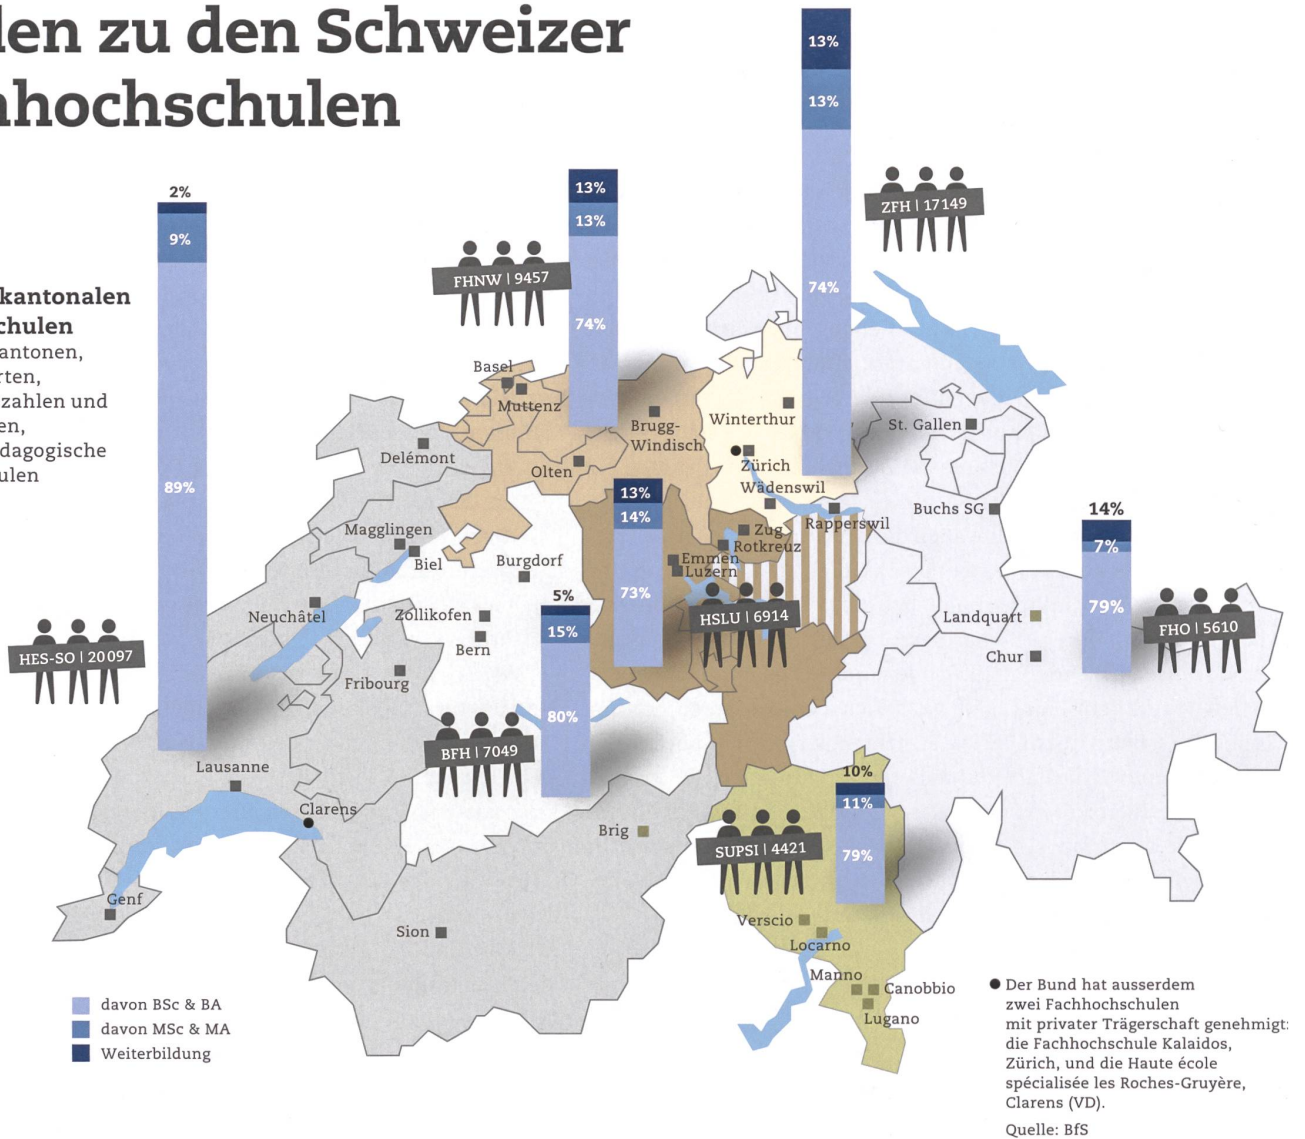 len zu den Schweizer
hhochschulen
kantonalen
chulen
antonen,
rten,
zahlen und
en,
dagogische
ulen
2%
9%
89%
HES-SO | 20097
13%
13%
74%
FHNW | 9457
13%
13%
74%
ZFH | 17149
13%
14%
73%
HSLU | 6914
5%
15%
80%
BFH | 7049
14%
7%
79%
FHO | 5610
10%
11%
79%
SUPSI | 4421
Basel
Muttenz
Brugg-
Windisch
Olten
Delémont
Winterthur
Zürich
Wädenswil
St. Gallen
Rapperswil
Buchs SG
Zug
Rotkreuz
Emmen
Luzern
Magglingen
Biel
Burgdorf
Neuchâtel
Zollikofen
Bern
Fribourg
Landquart
Chur
Lausanne
Clarens
Genf
Brig
Sion
Verscio
Locarno
Manno
Canobbio
Lugano
davon BSc & BA
davon MSc & MA
Weiterbildung
Der Bund hat ausserdem
zwei Fachhochschulen
mit privater Trägerschaft genehmigt:
die Fachhochschule Kalaidos,
Zürich, und die Haute école
spécialisée les Roches-Gruyère,
Clarens (VD).
Quelle: BfS